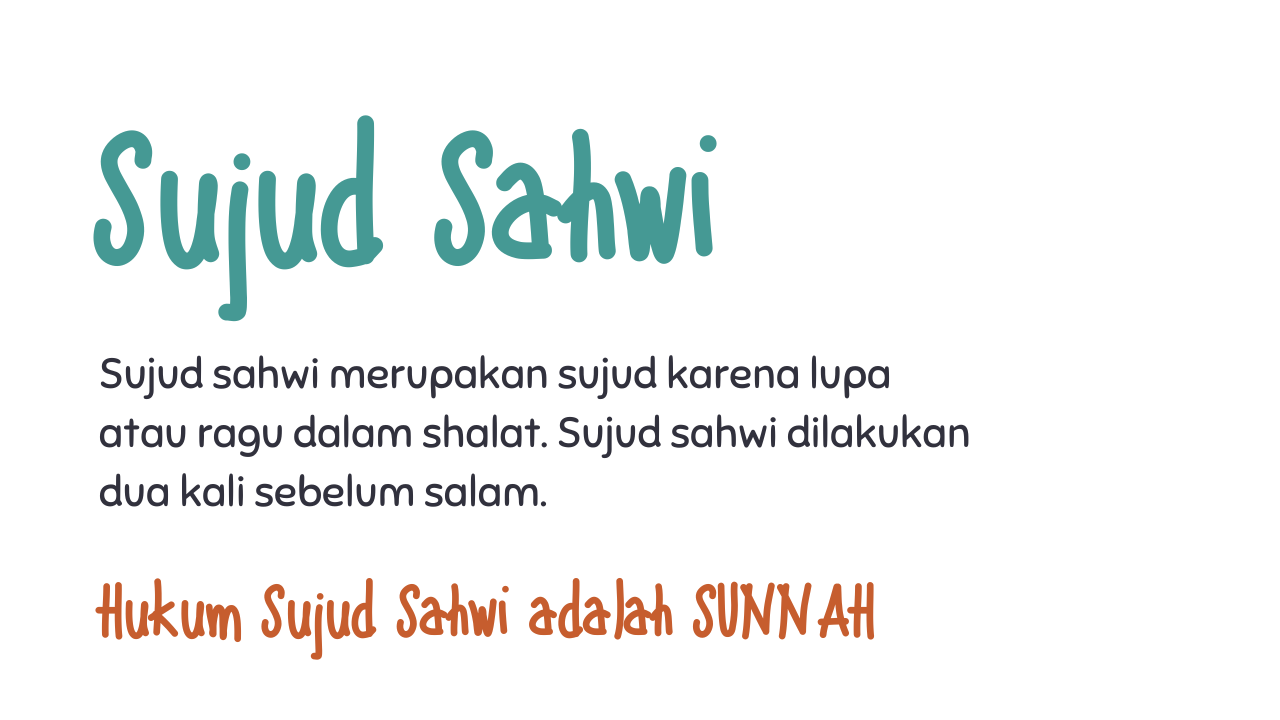 Sujud Sahwi
Sujud sahwi merupakan sujud karena lupa
atau ragu dalam shalat. Sujud sahwi dilakukan
dua kali sebelum salam.
Hukum Sujud Sahwi adalah SUNNAH